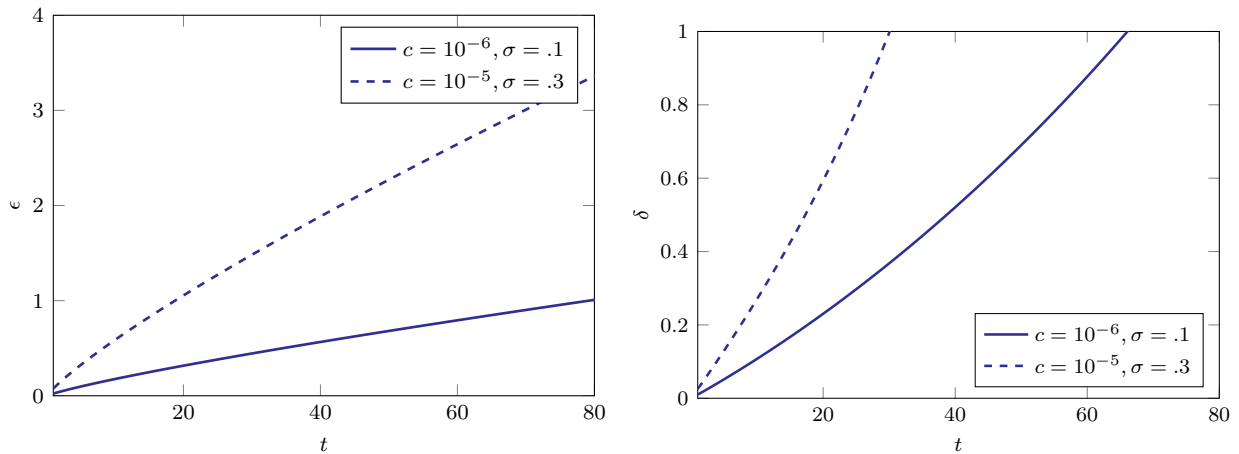 4
3
2
1
0
20
40
60
80
t
ϵ
c = 10⁻⁶, σ = .1
c = 10⁻⁵, σ = .3
1
0.8
0.6
0.4
0.2
0
20
40
60
80
t
δ
c = 10⁻⁶, σ = .1
c = 10⁻⁵, σ = .3